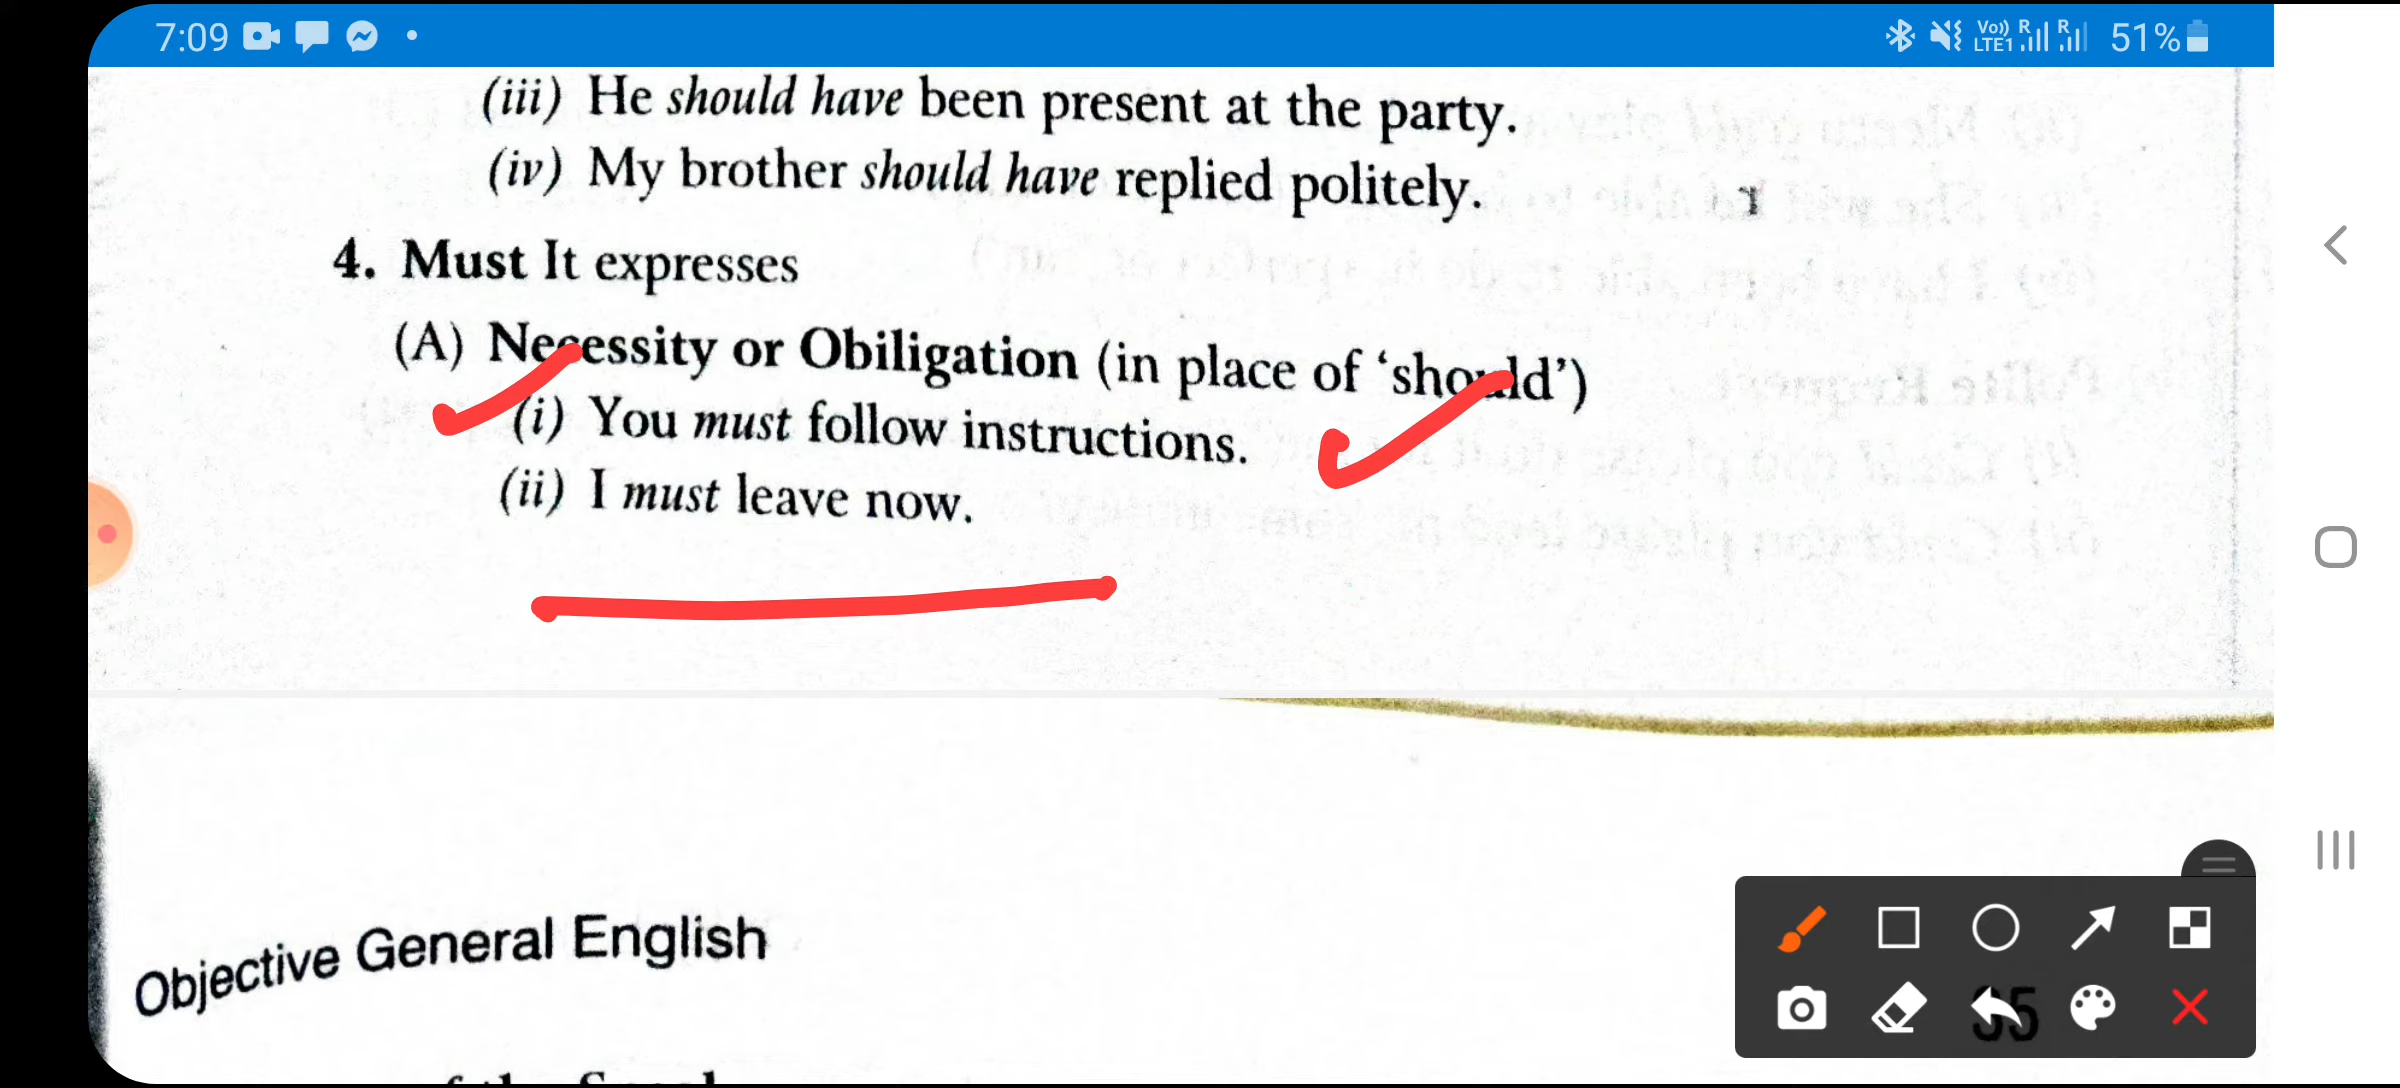 7:09
Vo)) R R
LTE1 51%
(iii) He should have been present at the party.
(iv) My brother should have replied politely.
4. Must It expresses
(A) Necessity or Obiligation (in place of ‘should’)
(i) You must follow instructions.
(ii) I must leave now.
Objective General English